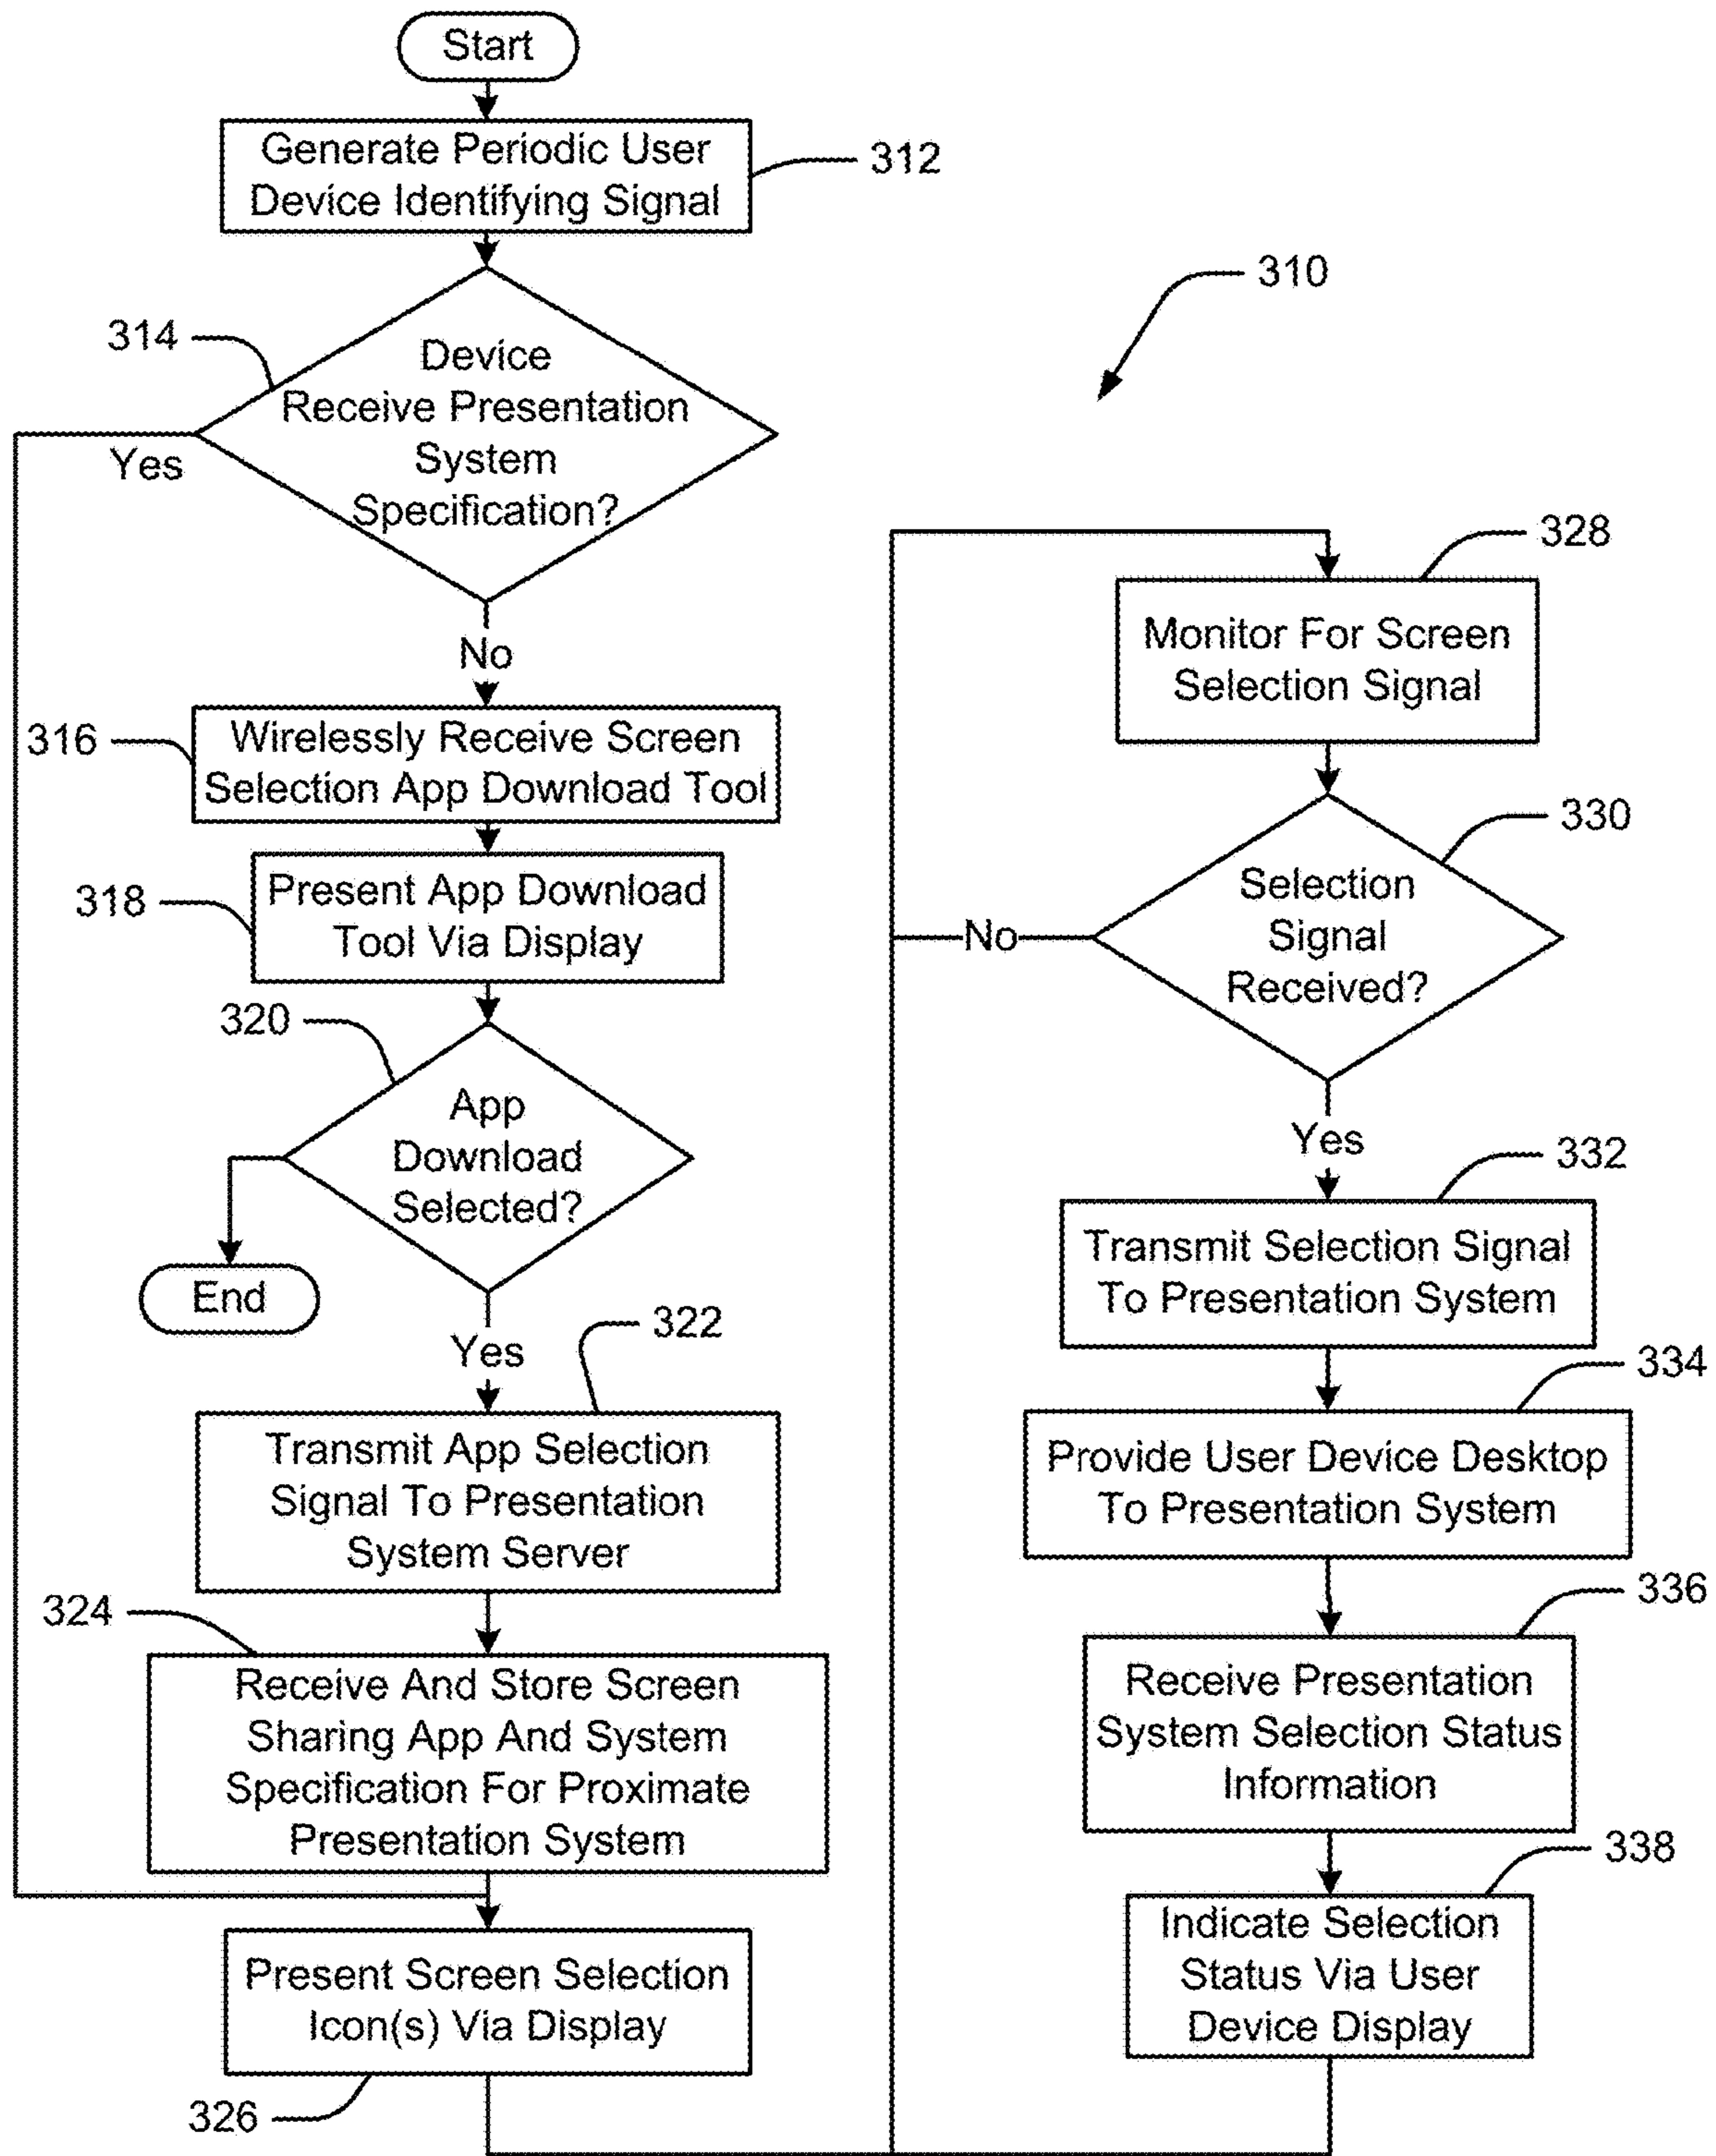 Start
Generate Periodic User
Device Identifying Signal
312
310
314
Device
Receive Presentation
System
Specification?
Yes
No
316
Wirelessly Receive Screen
Selection App Download Tool
318
Present App Download
Tool Via Display
320
App
Download
Selected?
End
Yes
322
Transmit App Selection
Signal To Presentation
System Server
324
Receive And Store Screen
Sharing App And System
Specification For Proximate
Presentation System
Present Screen Selection
Icon(s) Via Display
326
328
Monitor For Screen
Selection Signal
330
Selection
Signal
Received?
No
Yes
332
Transmit Selection Signal
To Presentation System
334
Provide User Device Desktop
To Presentation System
336
Receive Presentation
System Selection Status
Information
338
Indicate Selection
Status Via User
Device Display